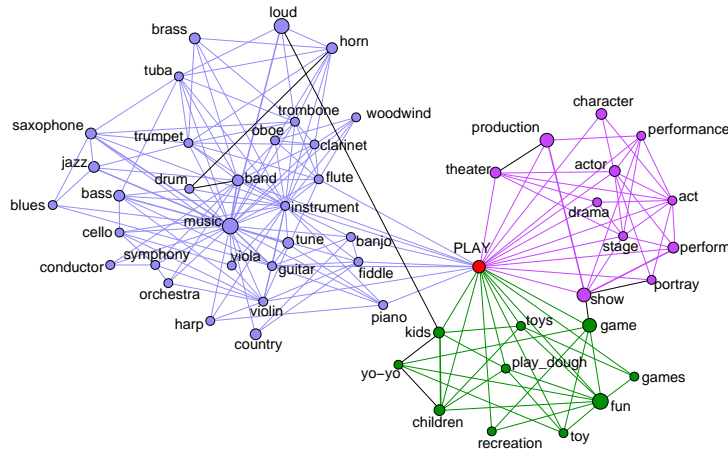 loud
brass
horn
tuba
character
trombone
woodwind
production
performance
saxophone
trumpet
oboe
clarinet
actor
jazz
theater
drum
band
flute
act
bass
blues
instrument
drama
music
cello
tune
banjo
PLAY
stage
perform
conductor
symphony
viola
guitar
fiddle
portray
orchestra
show
violin
piano
harp
toys
game
kids
country
yo−yo
play_dough
games
children
fun
recreation
toy